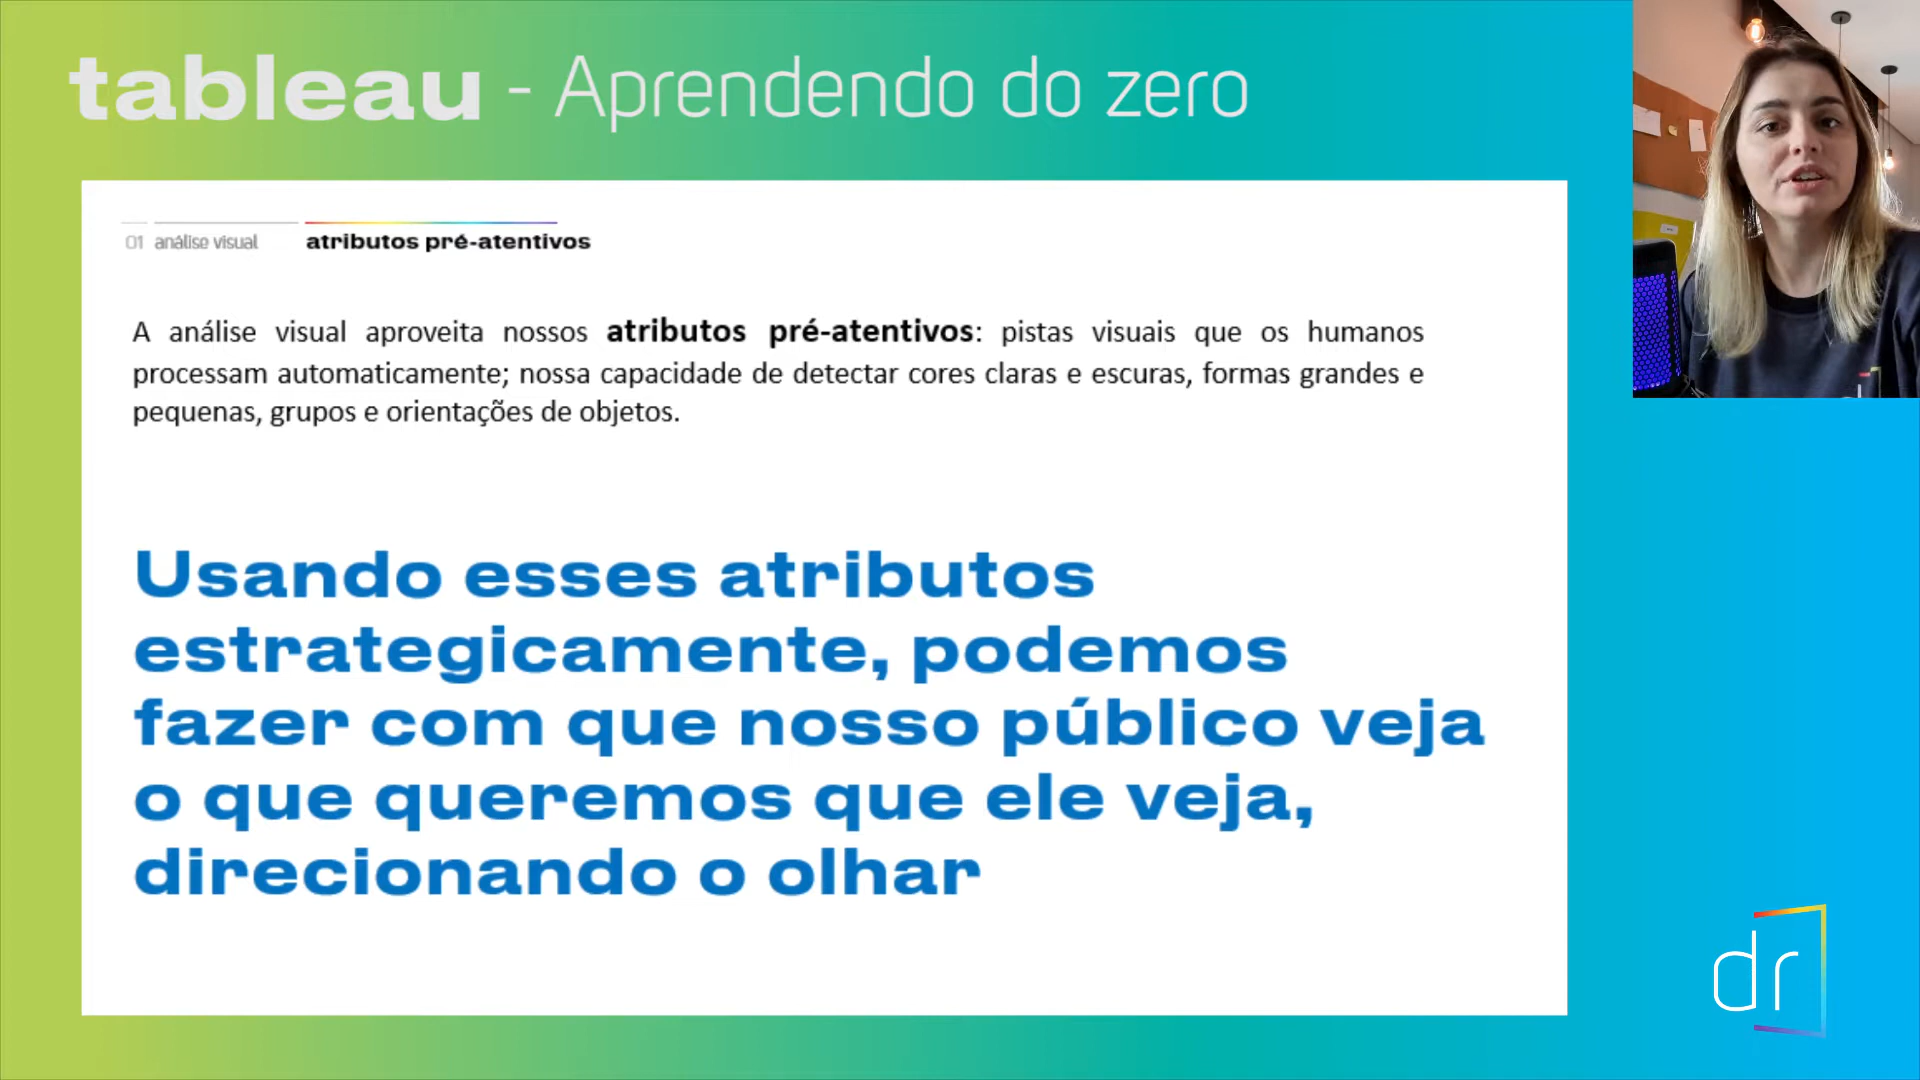 tableau - Aprendendo do zero
01 análise visual atributos pré-atentivos
A análise visual aproveita nossos atributos pré-atentivos: pistas visuais que os humanos
processam automaticamente; nossa capacidade de detectar cores claras e escuras, formas grandes e
pequenas, grupos e orientações de objetos.
Usando esses atributos
estrategicamente, podemos
fazer com que nosso público veja
o que queremos que ele veja,
direcionando o olhar
dr